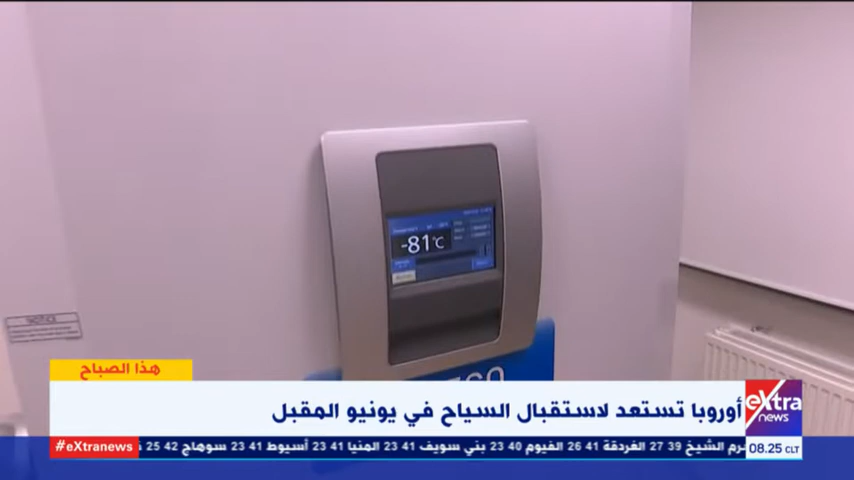 -81°C
NOTICE
هذا الصباح
أوروبا تستعد لاستقبال السياح في يونيو المقبل
eXtra
news
#eXtranews
رم الشيخ 39 27 الغردقة 41 26 الفيوم 40 23 بني سويف 41 23 المنيا 41 23 أسيوط 41 23 سوهاج 42 25
08.25 CLT